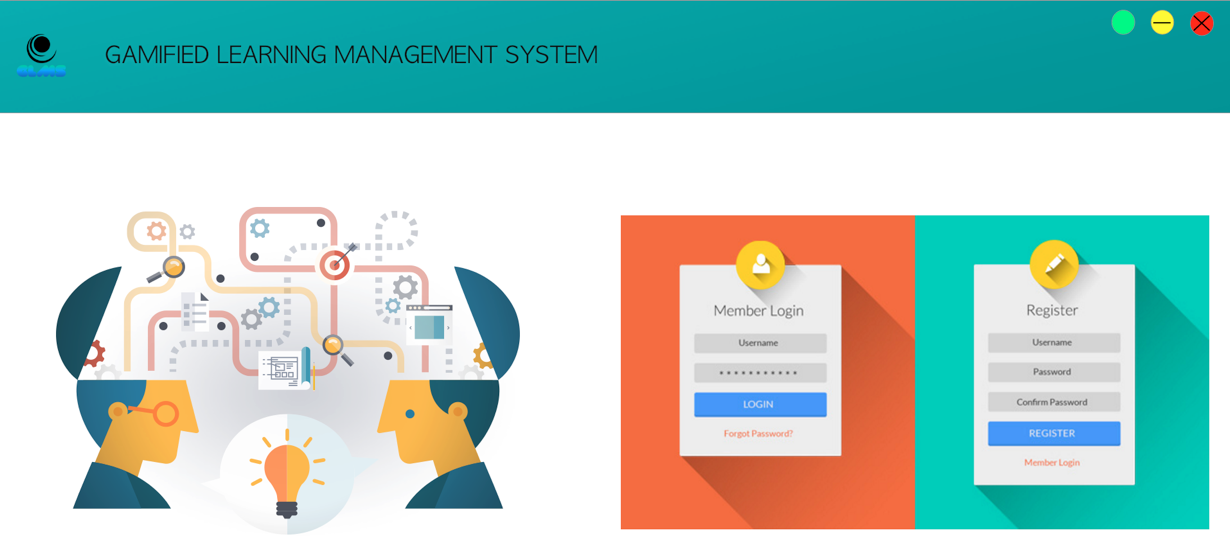 GAMIFIED LEARNING MANAGEMENT SYSTEM
Member Login
Username
LOGIN
Forgot Password?
Register
Username
Password
Confirm Password
REGISTER
Member Login